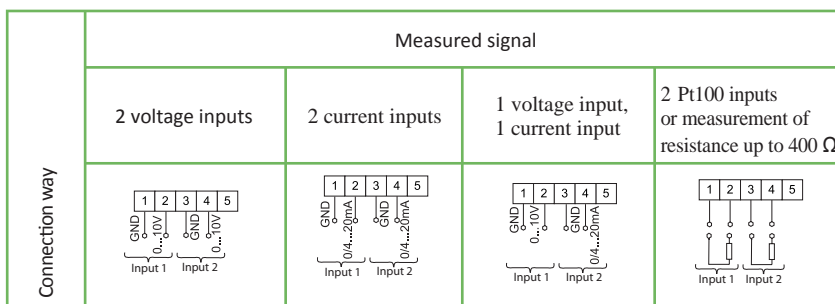 Measured signal
2 voltage inputs
2 current inputs
1 voltage input,
1 current input
2 Pt100 inputs
or measurement of
resistance up to 400 Ω
Connection way
1 2 3 4 5
GND
0...10V
GND
0...10V
Input 1 Input 2
1 2 3 4 5
GND
0/4...20mA
GND
0/4...20mA
Input 1 Input 2
1 2 3 4 5
GND
0...10V
GND
0/4...20mA
Input 1 Input 2
1 2 3 4 5
Input 1 Input 2